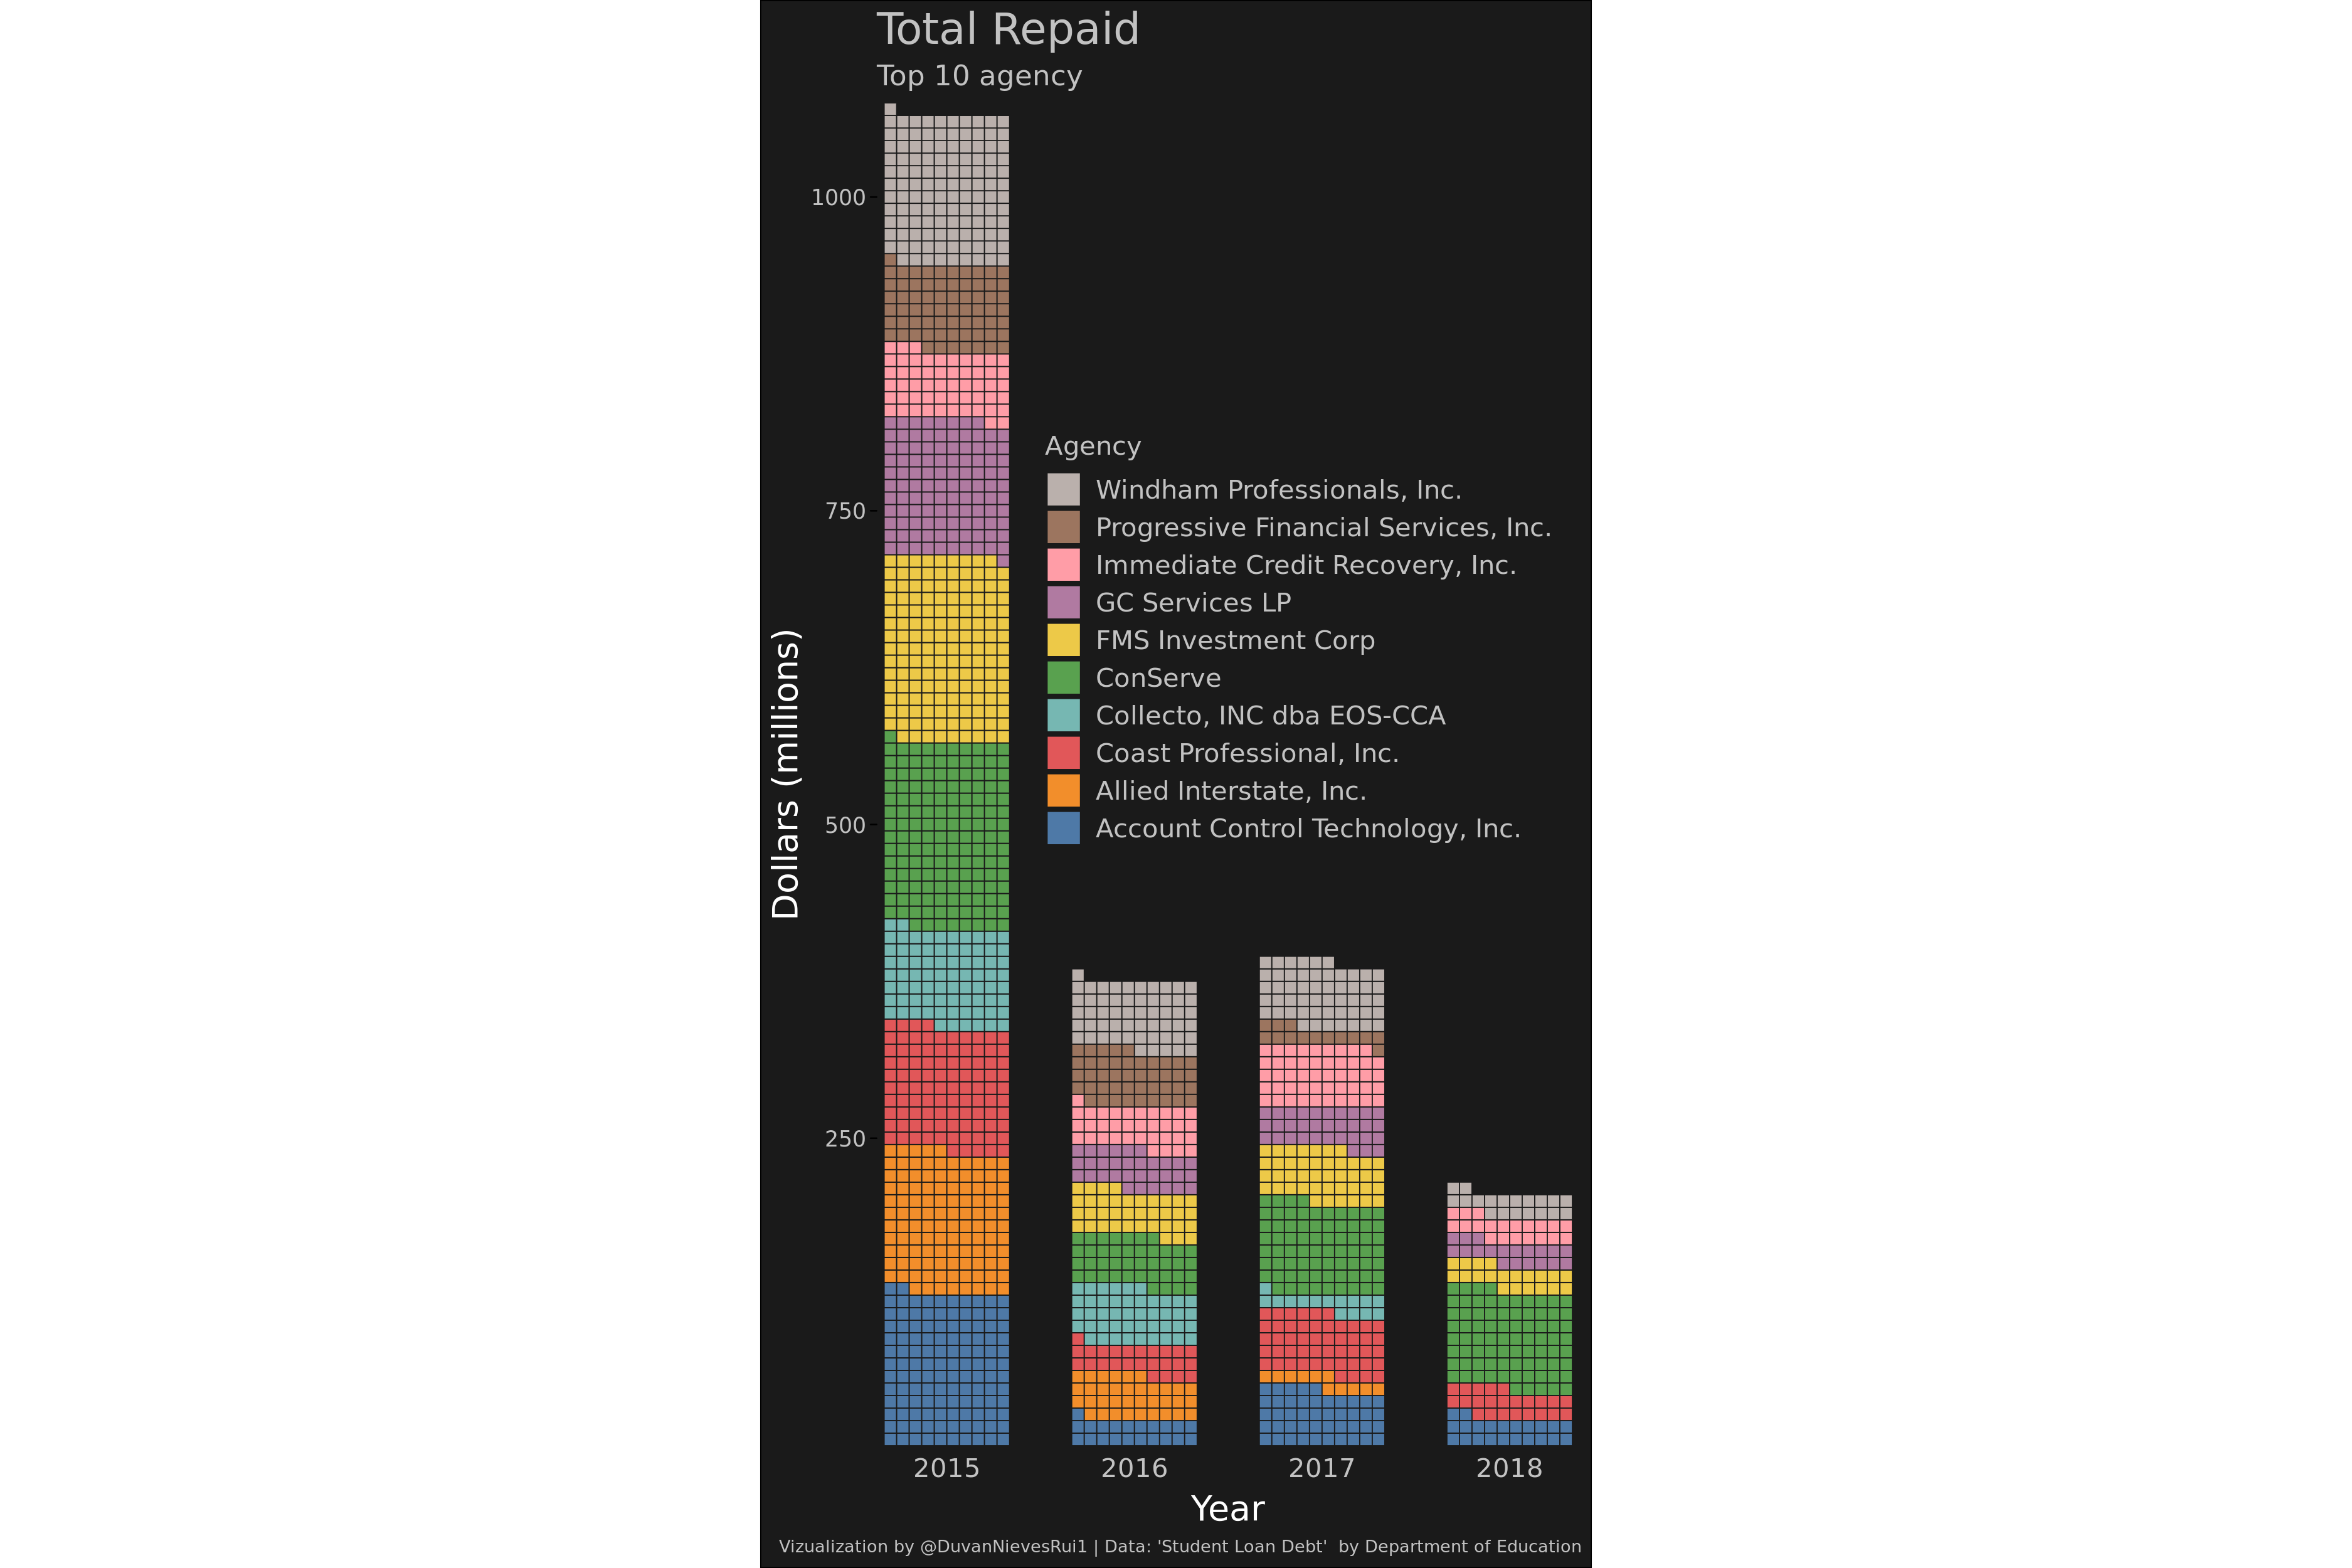 Total Repaid
Top 10 agency
1000
750
500
250
Dollars (millions)
Agency
Windham Professionals, Inc.
Progressive Financial Services, Inc.
Immediate Credit Recovery, Inc.
GC Services LP
FMS Investment Corp
ConServe
Collecto, INC dba EOS-CCA
Coast Professional, Inc.
Allied Interstate, Inc.
Account Control Technology, Inc.
2015 2016 2017 2018
Year
Vizualization by @DuvanNievesRui1 | Data: 'Student Loan Debt'  by Department of Education